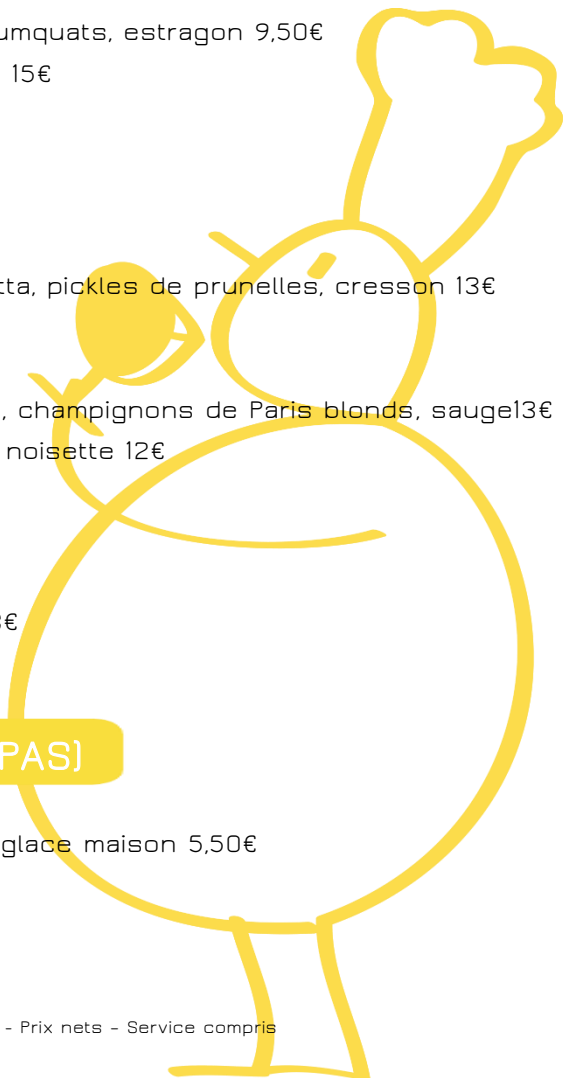 umquats, estragon 9,50€
15€
tta, pickles de prunelles, cresson 13€
, champignons de Paris blonds, sauge13€
noisette 12€
€
PAS)
glace maison 5,50€
- Prix nets – Service compris